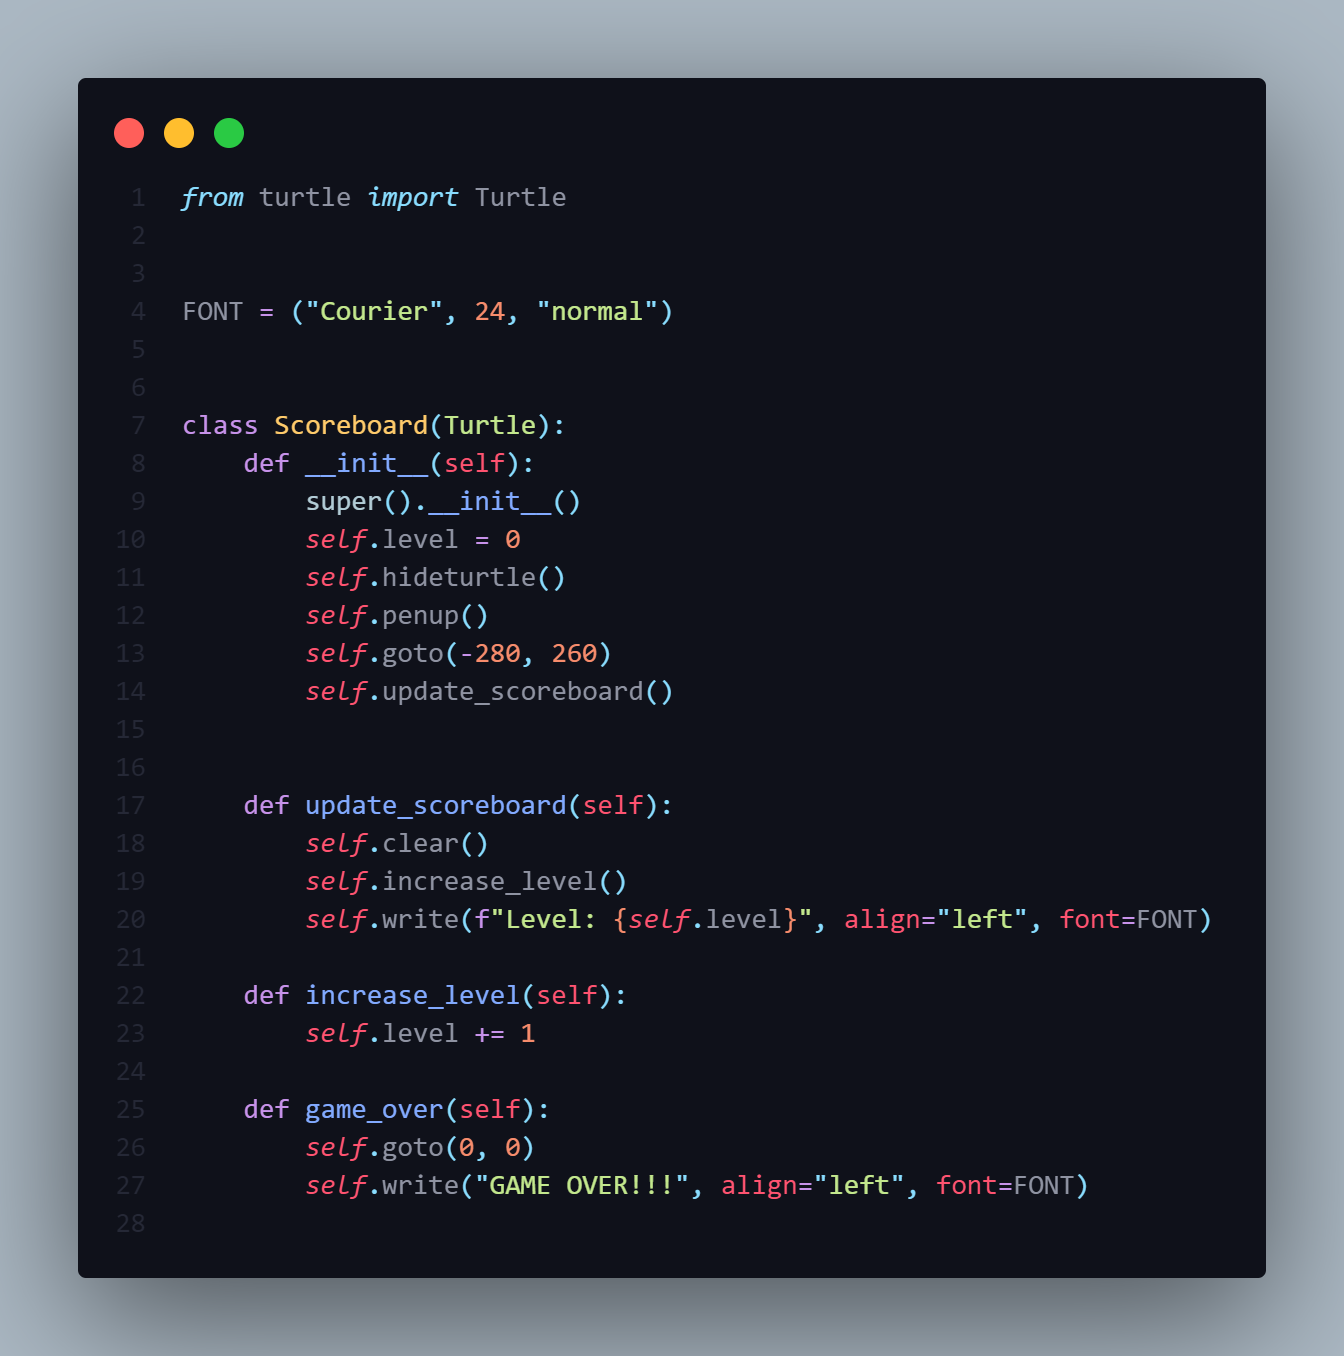 1 from turtle import Turtle
2
3
4 FONT = ("Courier", 24, "normal")
5
6
7 class Scoreboard(Turtle):
8     def __init__(self):
9         super().__init__()
10         self.level = 0
11         self.hideturtle()
12         self.penup()
13         self.goto(-280, 260)
14         self.update_scoreboard()
15
16
17     def update_scoreboard(self):
18         self.clear()
19         self.increase_level()
20         self.write(f"Level: {self.level}", align="left", font=FONT)
21
22     def increase_level(self):
23         self.level += 1
24
25     def game_over(self):
26         self.goto(0, 0)
27         self.write("GAME OVER!!!", align="left", font=FONT)
28